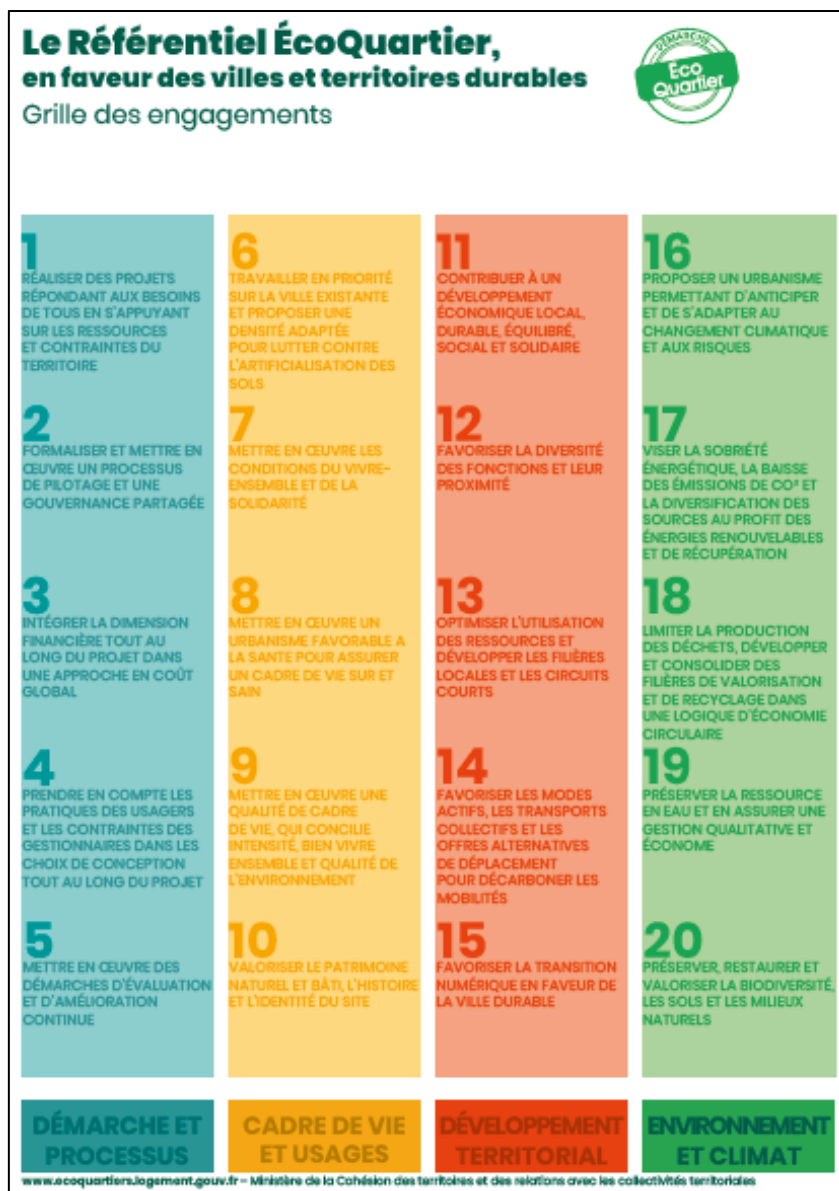 Le Référentiel ÉcoQuartier,
en faveur des villes et territoires durables
Grille des engagements
DÉMARCHE
Éco
Quartier
1
RÉALISER DES PROJETS
RÉPONDANT AUX BESOINS
DE TOUS EN S'APPUYANT
SUR LES RESSOURCES
ET CONTRAINTES DU
TERRITOIRE
2
FORMALISER ET METTRE EN
ŒUVRE UN PROCESSUS
DE PILOTAGE ET UNE
GOUVERNANCE PARTAGÉE
3
INTÉGRER LA DIMENSION
FINANCIÈRE TOUT AU
LONG DU PROJET DANS
UNE APPROCHE EN COÛT
GLOBAL
4
PRENDRE EN COMPTE LES
PRATIQUES DES USAGERS
ET LES CONTRAINTES DES
GESTIONNAIRES DANS LES
CHOIX DE CONCEPTION
TOUT AU LONG DU PROJET
5
METTRE EN ŒUVRE DES
DÉMARCHES D'ÉVALUATION
ET D'AMÉLIORATION
CONTINUE
DÉMARCHE ET
PROCESSUS
6
TRAVAILLER EN PRIORITÉ
SUR LA VILLE EXISTANTE
ET PROPOSER UNE
DENSITÉ ADAPTÉE
POUR LUTTER CONTRE
L'ARTIFICIALISATION DES
SOLS
7
METTRE EN ŒUVRE LES
CONDITIONS DU VIVRE-
ENSEMBLE ET DE LA
SOLIDARITÉ
8
METTRE EN ŒUVRE UN
URBANISME FAVORABLE A
LA SANTE POUR ASSURER
UN CADRE DE VIE SUR ET
SAIN
9
METTRE EN ŒUVRE UNE
QUALITÉ DE CADRE
DE VIE, QUI CONCILIE
INTENSITÉ, BIEN VIVRE
ENSEMBLE ET QUALITÉ DE
L'ENVIRONNEMENT
10
VALORISER LE PATRIMOINE
NATUREL ET BÂTI, L'HISTOIRE
ET L'IDENTITÉ DU SITE
CADRE DE VIE
ET USAGES
11
CONTRIBUER À UN
DÉVELOPPEMENT
ÉCONOMIQUE LOCAL,
DURABLE, ÉQUILIBRÉ,
SOCIAL ET SOLIDAIRE
12
FAVORISER LA DIVERSITÉ
DES FONCTIONS ET LEUR
PROXIMITÉ
13
OPTIMISER L'UTILISATION
DES RESSOURCES ET
DÉVELOPPER LES FILIÈRES
LOCALES ET LES CIRCUITS
COURTS
14
FAVORISER LES MODES
ACTIFS, LES TRANSPORTS
COLLECTIFS ET LES
OFFRES ALTERNATIVES
DE DÉPLACEMENT
POUR DÉCARBONER LES
MOBILITÉS
15
FAVORISER LA TRANSITION
NUMÉRIQUE EN FAVEUR DE
LA VILLE DURABLE
DÉVELOPPEMENT
TERRITORIAL
16
PROPOSER UN URBANISME
PERMETTANT D'ANTICIPER
ET DE S'ADAPTER AU
CHANGEMENT CLIMATIQUE
ET AUX RISQUES
17
VISER LA SOBRIÉTÉ
ÉNERGÉTIQUE, LA BAISSE
DES ÉMISSIONS DE CO² ET
LA DIVERSIFICATION DES
SOURCES AU PROFIT DES
ÉNERGIES RENOUVELABLES
ET DE RÉCUPÉRATION
18
LIMITER LA PRODUCTION
DES DÉCHETS, DÉVELOPPER
ET CONSOLIDER DES
FILIÈRES DE VALORISATION
ET DE RECYCLAGE DANS
UNE LOGIQUE D'ÉCONOMIE
CIRCULAIRE
19
PRÉSERVER LA RESSOURCE
EN EAU ET EN ASSURER UNE
GESTION QUALITATIVE ET
ÉCONOME
20
PRÉSERVER, RESTAURER ET
VALORISER LA BIODIVERSITÉ,
LES SOLS ET LES MILIEUX
NATURELS
ENVIRONNEMENT
ET CLIMAT
www.ecoquartiers.logement.gouv.fr – Ministère de la Cohésion des territoires et des relations avec les collectivités territoriales